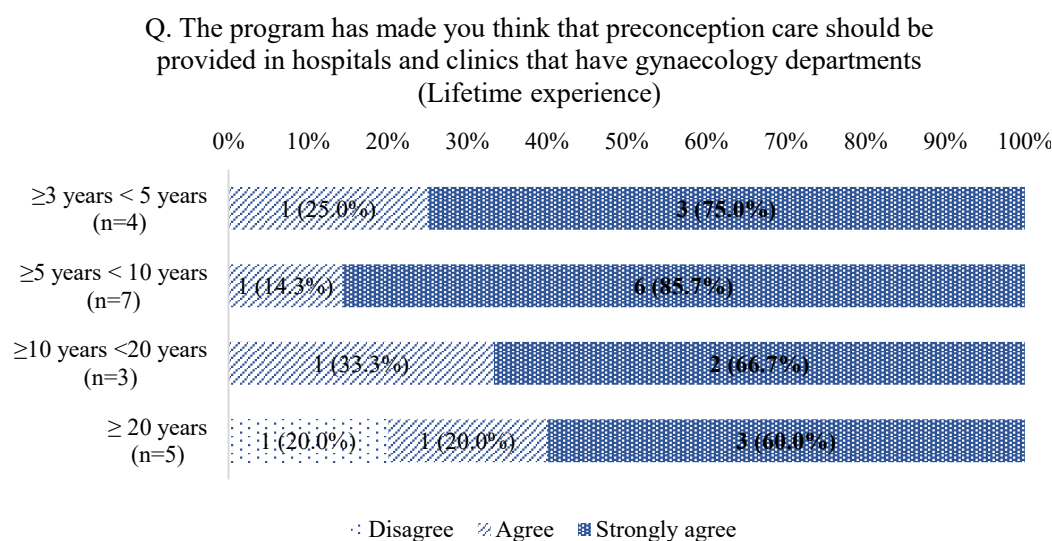 Q. The program has made you think that preconception care should be
provided in hospitals and clinics that have gynaecology departments
(Lifetime experience)
0% 10% 20% 30% 40% 50% 60% 70% 80% 90% 100%
≥3 years < 5 years
(n=4)
1 (25.0%) 3 (75.0%)
≥5 years < 10 years
(n=7)
1 (14.3%) 6 (85.7%)
≥10 years <20 years
(n=3)
1 (33.3%) 2 (66.7%)
≥ 20 years
(n=5)
1 (20.0%) 1 (20.0%) 3 (60.0%)
Disagree Agree Strongly agree